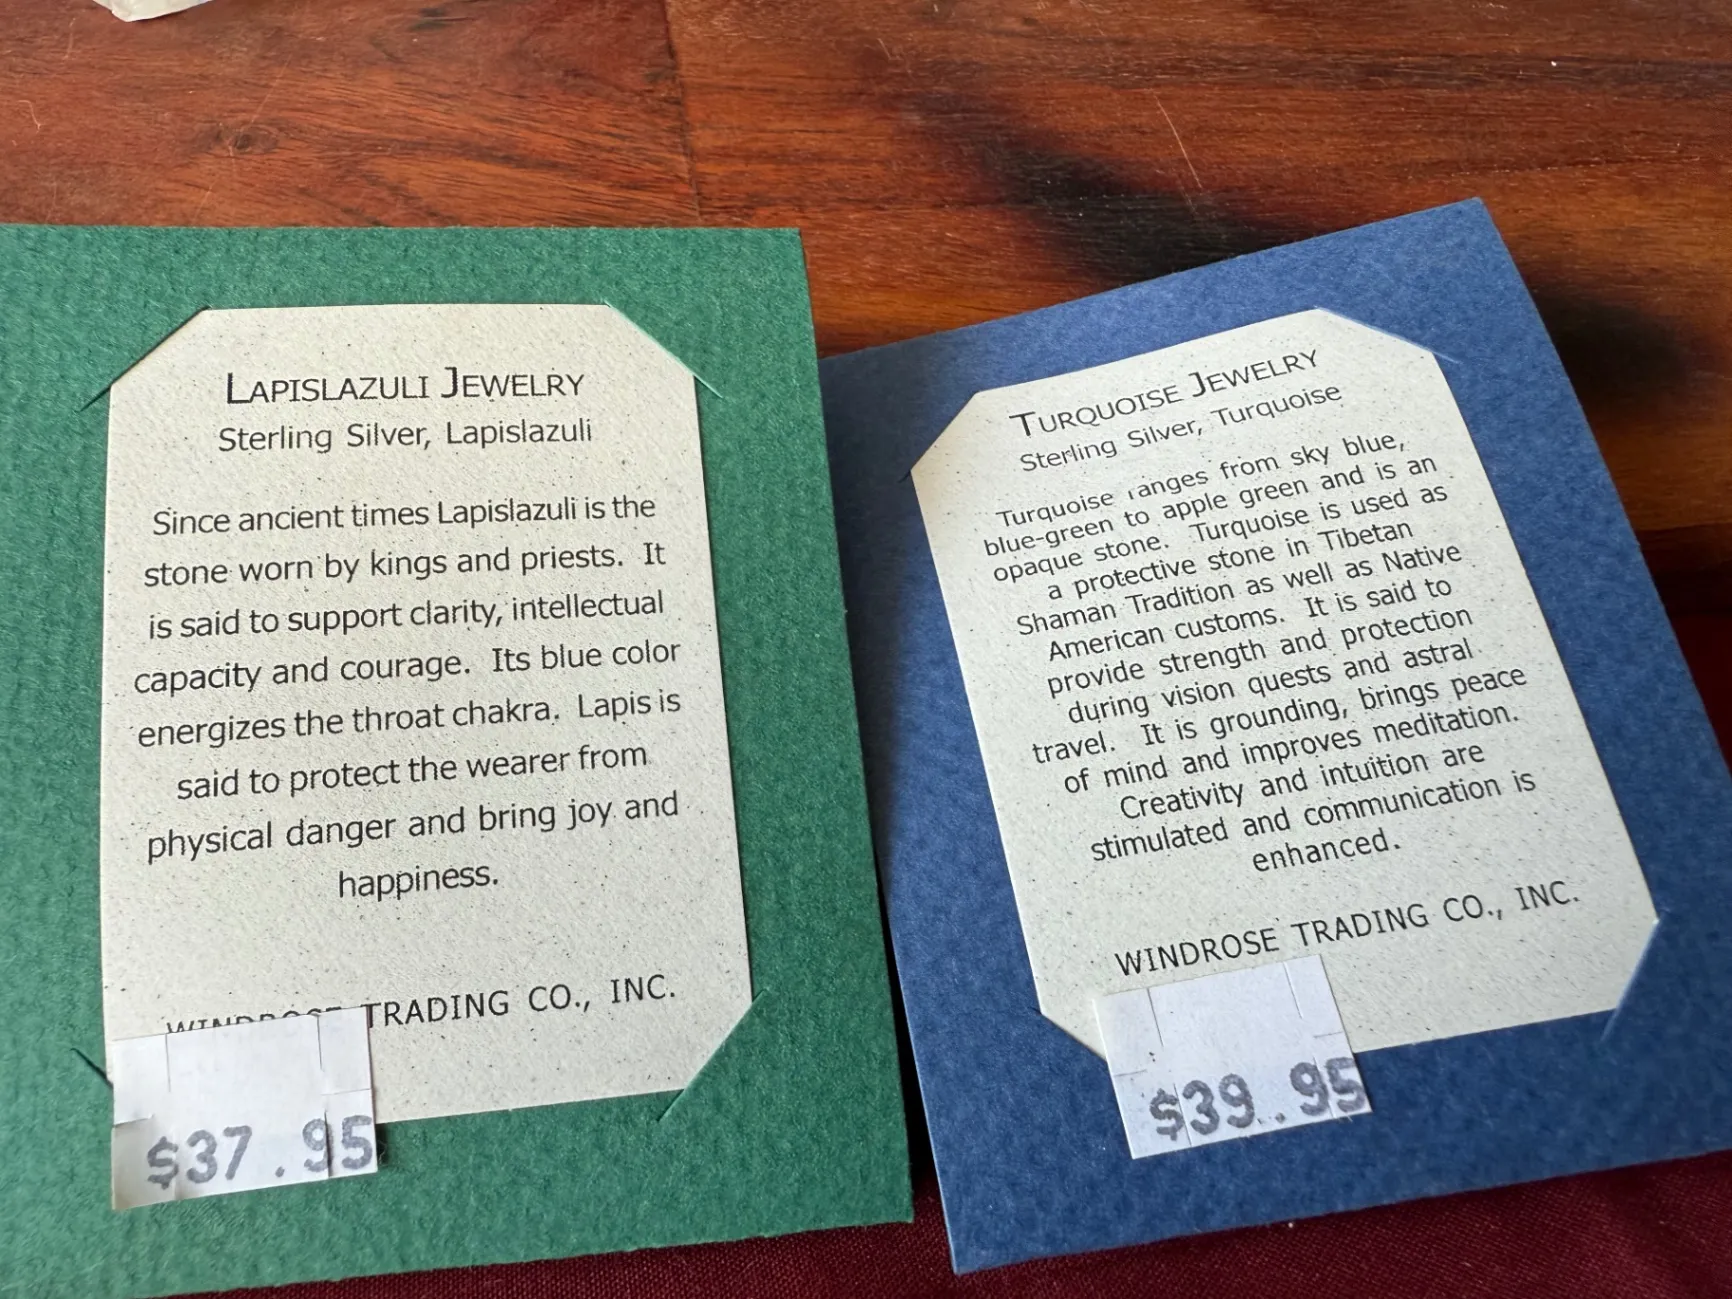 LAPISLAZULI JEWELRY
Sterling Silver, Lapislazuli
Since ancient times Lapislazuli is the
stone worn by kings and priests. It
is said to support clarity, intellectual
capacity and courage. Its blue color
energizes the throat chakra. Lapis is
said to protect the wearer from
physical danger and bring joy and
happiness.
WINDROSE TRADING CO., INC.
$37.95
TURQUOISE JEWELRY
Sterling Silver, Turquoise
Turquoise ranges from sky blue,
blue-green to apple green and is an
opaque stone. Turquoise is used as
a protective stone in Tibetan
Shaman Tradition as well as Native
American customs. It is said to
provide strength and protection
during vision quests and astral
travel. It is grounding, brings peace
of mind and improves meditation.
Creativity and intuition are
stimulated and communication is
enhanced.
WINDROSE TRADING CO., INC.
$39.95